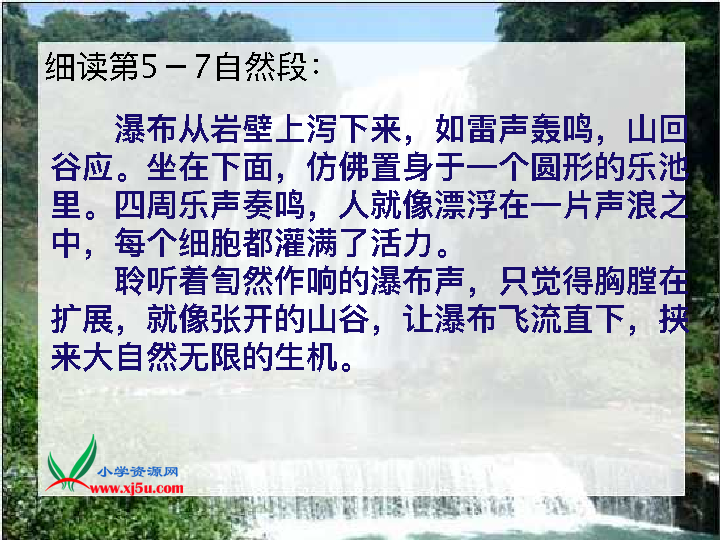 细读第5－7自然段：
瀑布从岩壁上泻下来，如雷声轰鸣，山回
谷应。坐在下面，仿佛置身于一个圆形的乐池
里。四周乐声奏鸣，人就像漂浮在一片声浪之
中，每个细胞都灌满了活力。
聆听着訇然作响的瀑布声，只觉得胸膛在
扩展，就像张开的山谷，让瀑布飞流直下，挟
来大自然无限的生机。
小学资源网
www.xj5u.com